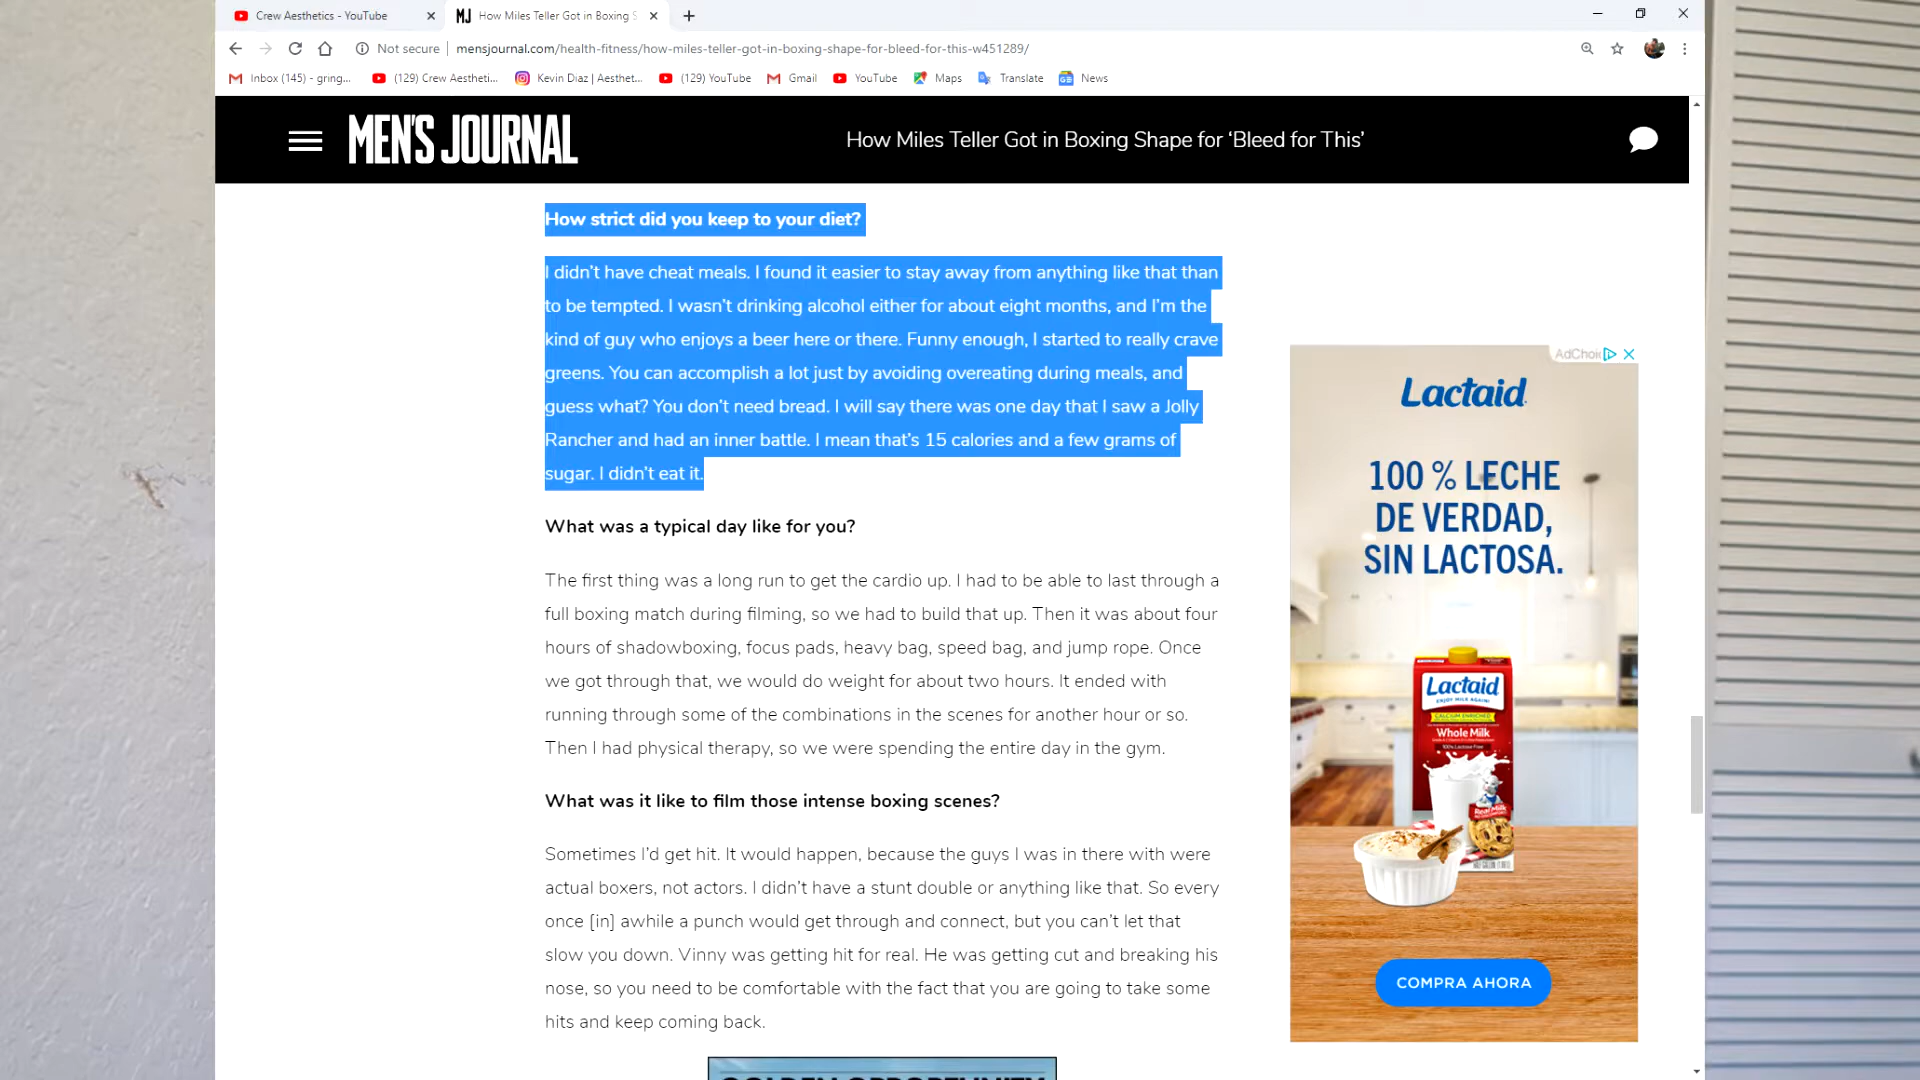 Crew Aesthetics - YouTube
MJ How Miles Teller Got in Boxing S
Not secure mensjournal.com/health-fitness/how-miles-teller-got-in-boxing-shape-for-bleed-for-this-w451289/
Inbox (145) - gring... (129) Crew Aestheti... Kevin Diaz | Aesthet... (129) YouTube Gmail YouTube Maps Translate News
MEN'S JOURNAL
How Miles Teller Got in Boxing Shape for ‘Bleed for This’
How strict did you keep to your diet?
I didn’t have cheat meals. I found it easier to stay away from anything like that than
to be tempted. I wasn’t drinking alcohol either for about eight months, and I’m the
kind of guy who enjoys a beer here or there. Funny enough, I started to really crave
greens. You can accomplish a lot just by avoiding overeating during meals, and
guess what? You don’t need bread. I will say there was one day that I saw a Jolly
Rancher and had an inner battle. I mean that’s 15 calories and a few grams of
sugar. I didn’t eat it.
What was a typical day like for you?
The first thing was a long run to get the cardio up. I had to be able to last through a
full boxing match during filming, so we had to build that up. Then it was about four
hours of shadowboxing, focus pads, heavy bag, speed bag, and jump rope. Once
we got through that, we would do weight for about two hours. It ended with
running through some of the combinations in the scenes for another hour or so.
Then I had physical therapy, so we were spending the entire day in the gym.
What was it like to film those intense boxing scenes?
Sometimes I’d get hit. It would happen, because the guys I was in there with were
actual boxers, not actors. I didn’t have a stunt double or anything like that. So every
once [in] awhile a punch would get through and connect, but you can’t let that
slow you down. Vinny was getting hit for real. He was getting cut and breaking his
nose, so you need to be comfortable with the fact that you are going to take some
hits and keep coming back.
GOLDEN OPPORTUNITY
AdChoic
Lactaid
100 % LECHE
DE VERDAD,
SIN LACTOSA.
Lactaid
ENJOY MILK AGAIN!
CALCIUM ENRICHED
Whole Milk
100% Lactose Free
COMPRA AHORA